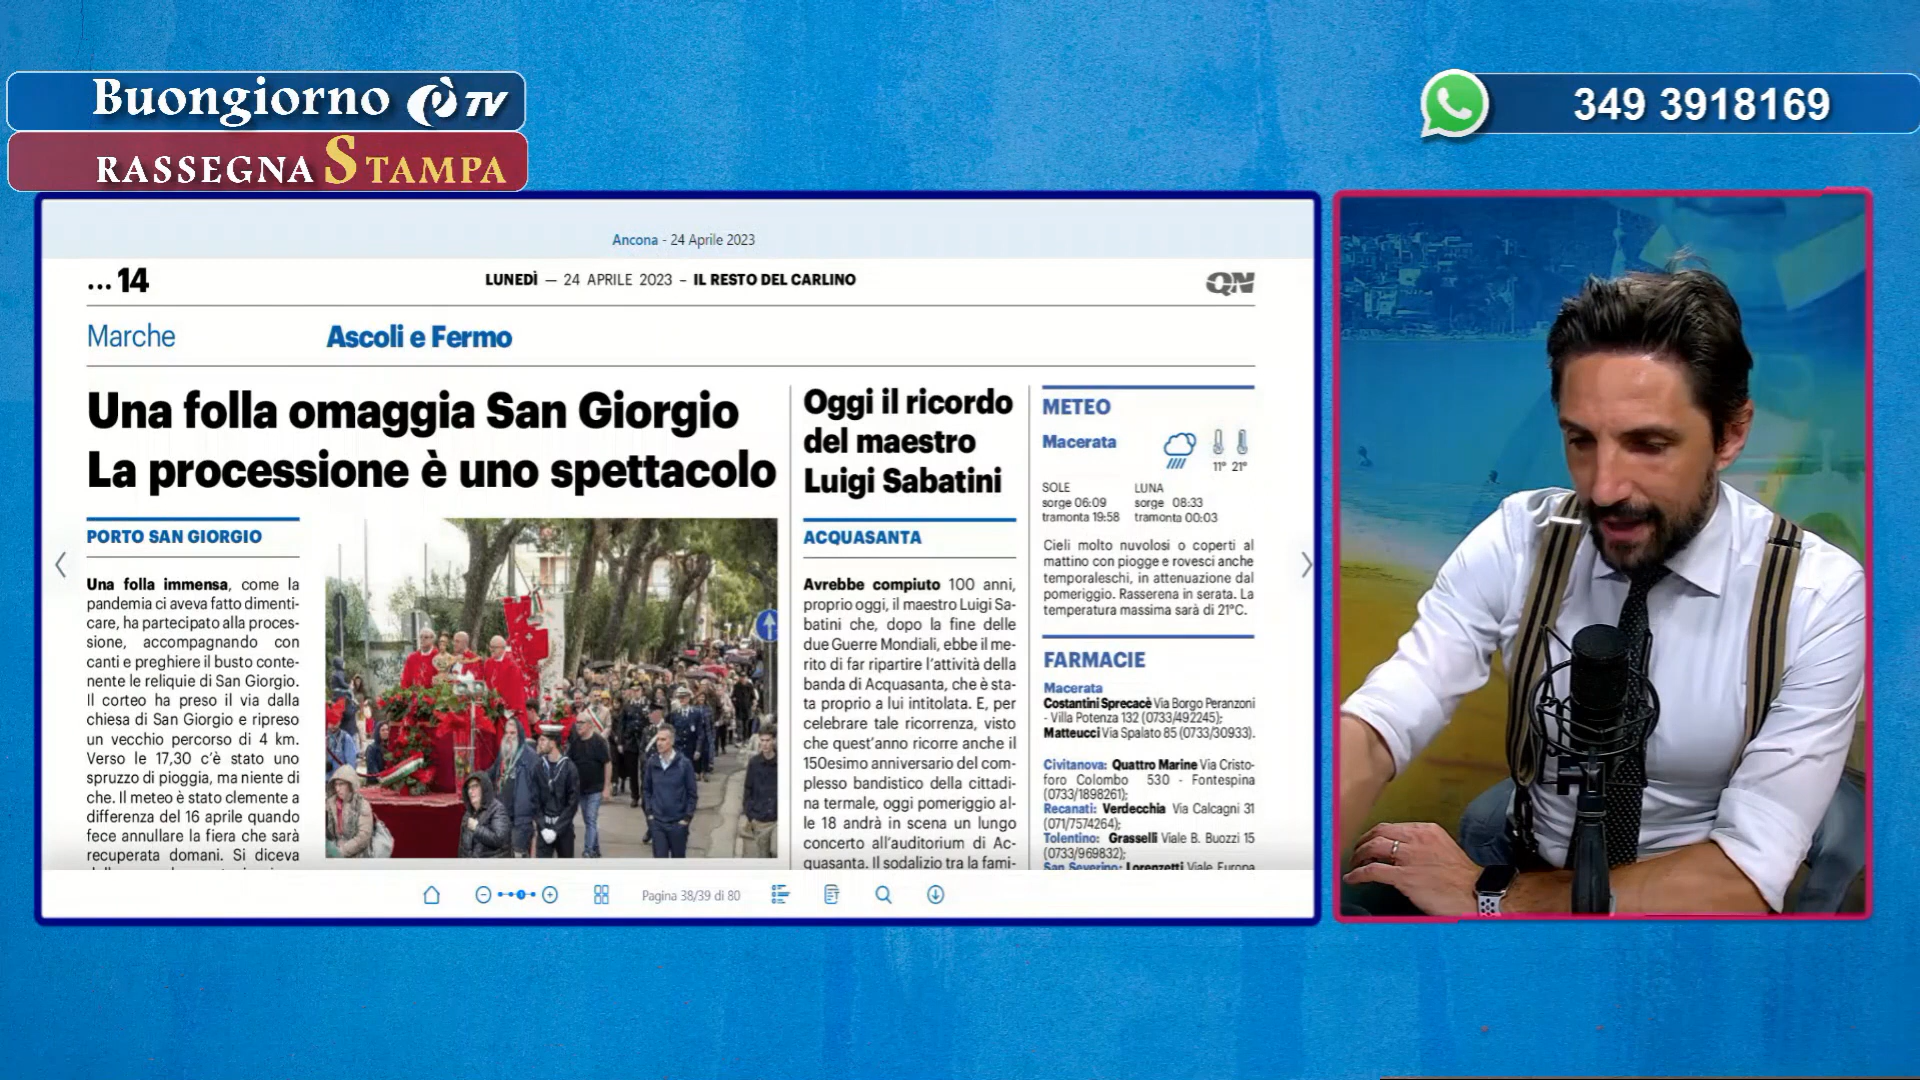 Buongiorno è TV
RASSEGNA STAMPA
349 3918169
Ancona - 24 Aprile 2023
... 14
LUNEDÌ — 24 APRILE 2023 – IL RESTO DEL CARLINO
QN
Marche
Ascoli e Fermo
Una folla omaggia San Giorgio
La processione è uno spettacolo
PORTO SAN GIORGIO
Una folla immensa, come la
pandemia ci aveva fatto dimenti-
care, ha partecipato alla proces-
sione, accompagnando con
canti e preghiere il busto conte-
nente le reliquie di San Giorgio.
Il corteo ha preso il via dalla
chiesa di San Giorgio e ripreso
un vecchio percorso di 4 km.
Verso le 17,30 c'è stato uno
spruzzo di pioggia, ma niente di
che. Il meteo è stato clemente a
differenza del 16 aprile quando
fece annullare la fiera che sarà
recuperata domani. Si diceva
Oggi il ricordo
del maestro
Luigi Sabatini
ACQUASANTA
Avrebbe compiuto 100 anni,
proprio oggi, il maestro Luigi Sa-
batini che, dopo la fine delle
due Guerre Mondiali, ebbe il me-
rito di far ripartire l'attività della
banda di Acquasanta, che è sta-
ta proprio a lui intitolata. E, per
celebrare tale ricorrenza, visto
che quest'anno ricorre anche il
150esimo anniversario del com-
plesso bandistico della cittadi-
na termale, oggi pomeriggio al-
le 18 andrà in scena un lungo
concerto all'auditorium di Ac-
quasanta. Il sodalizio tra la fami-
METEO
Macerata
11° 21°
SOLE
sorge 06:09
tramonta 19:58
LUNA
sorge 08:33
tramonta 00:03
Cieli molto nuvolosi o coperti al
mattino con piogge e rovesci anche
temporaleschi, in attenuazione dal
pomeriggio. Rasserena in serata. La
temperatura massima sarà di 21°C.
FARMACIE
Macerata
Costantini Sprecacè Via Borgo Peranzoni
- Villa Potenza 132 (0733/492245);
Matteucci Via Spalato 85 (0733/30933).
Civitanova: Quattro Marine Via Cristo-
foro Colombo 530 - Fontespina
(0733/1898261);
Recanati: Verdecchia Via Calcagni 31
(071/7574264);
Tolentino: Grasselli Viale B. Buozzi 15
(0733/969832);
San Severino: Lorenzetti Viale Europa
Pagina 38/39 di 80